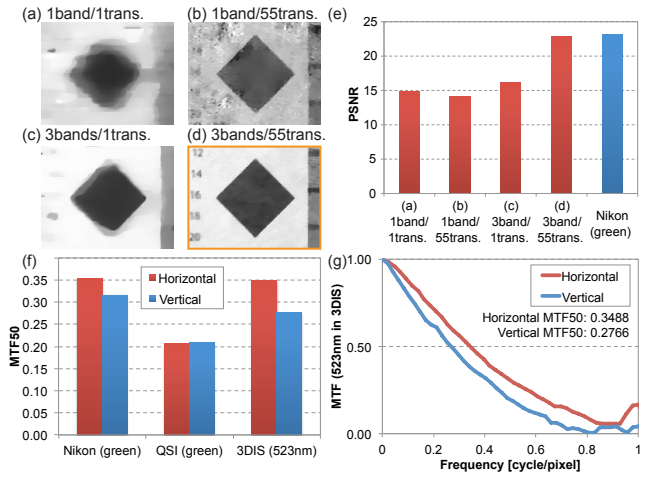 (a) 1band/1trans.
(b) 1band/55trans.
(c) 3bands/1trans.
(d) 3bands/55trans.
12
16
20
(e)
PSNR
25
20
15
10
5
0
(a)
1band/
1trans.
(b)
1band/
55trans.
(c)
3band/
1trans.
(d)
3band/
55trans.
Nikon
(green)
(f)
MTF50
0.35
0.30
0.25
0.20
0.15
0.10
0.05
0.00
Horizontal
Vertical
Nikon (green)
QSI (green)
3DIS (523nm)
(g)
MTF (523nm in 3DIS)
1.00
0.50
0.00
Horizontal
Vertical
Horizontal MTF50: 0.3488
Vertical MTF50: 0.2766
0
0.2
0.4
0.6
0.8
1
Frequency [cycle/pixel]